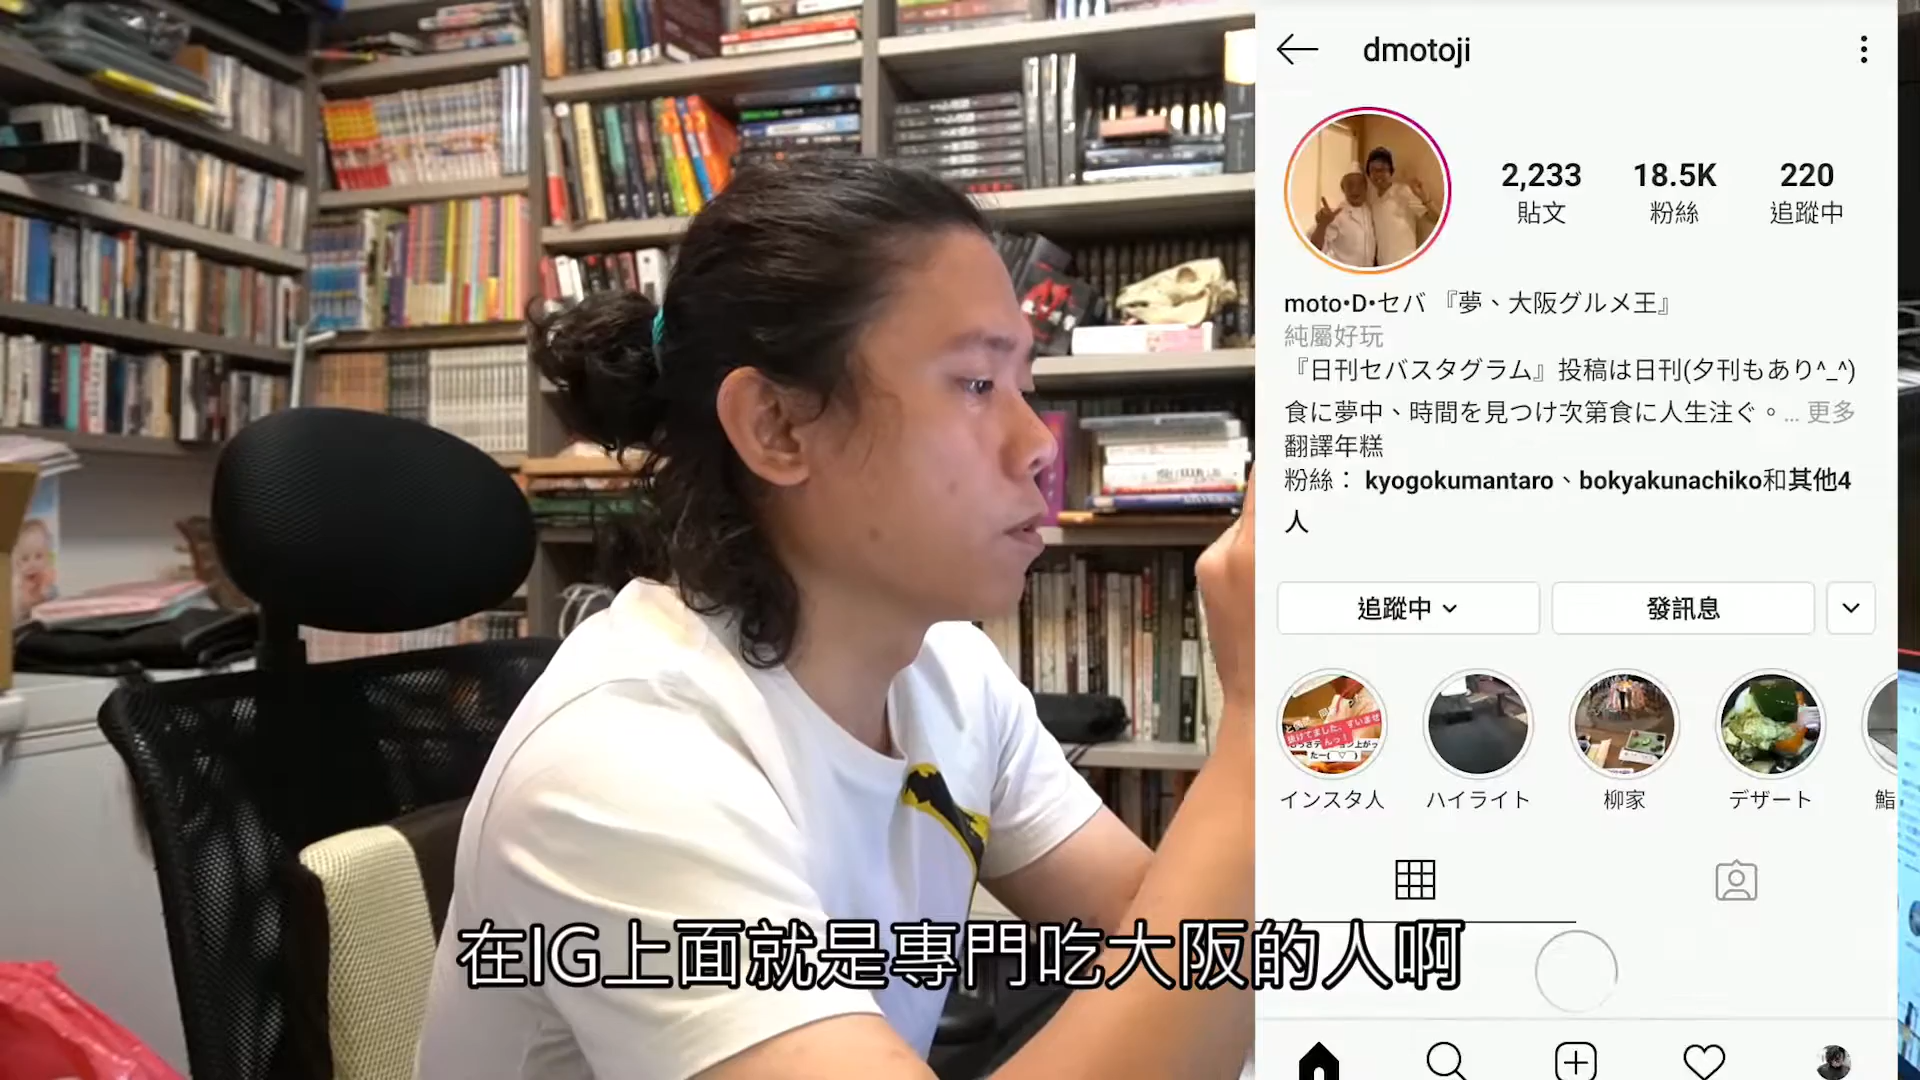 dmotoji
2,233
貼文
18.5K
粉絲
220
追蹤中
moto•D•セバ 『夢、大阪グルメ王』
純屬好玩
『日刊セバスタグラム』投稿は日刊(夕刊もあり^_^)
食に夢中、時間を見つけ次第食に人生注ぐ。... 更多
翻譯年糕
粉絲： kyogokumantaro、bokyakunachiko和其他4
人
追蹤中
發訊息
インスタ人
ハイライト
柳家
デザート
鮨
在IG上面就是專門吃大阪的人啊